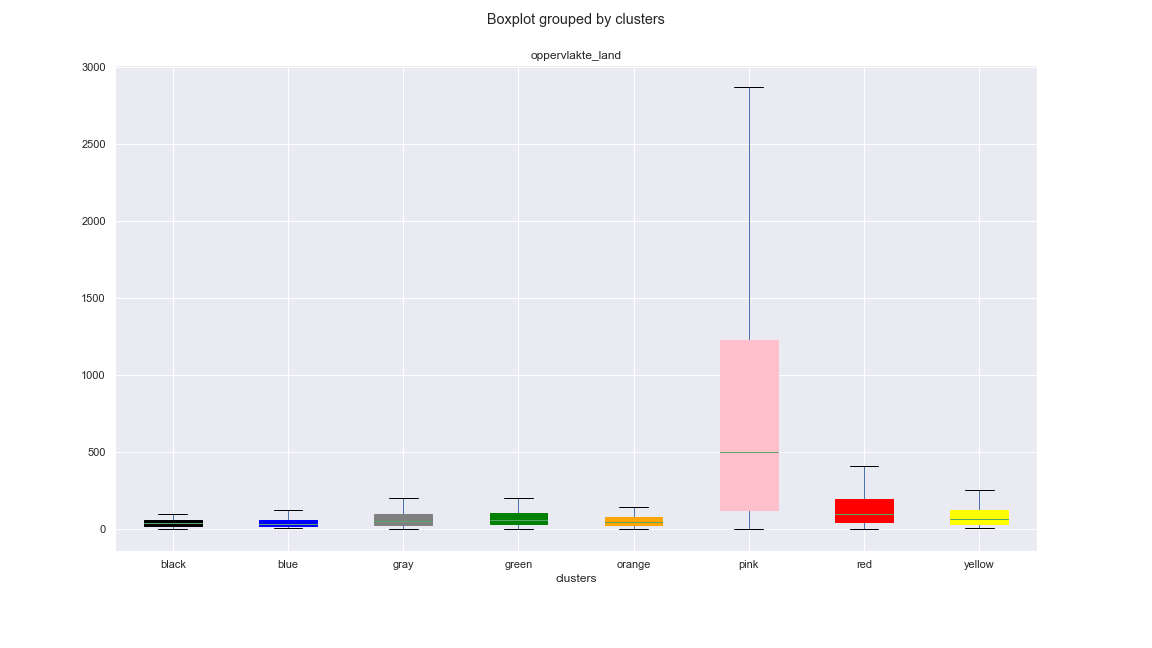 Boxplot grouped by clusters
oppervlakte_land
3000
2500
2000
1500
1000
500
0
black blue gray green orange pink red yellow
clusters